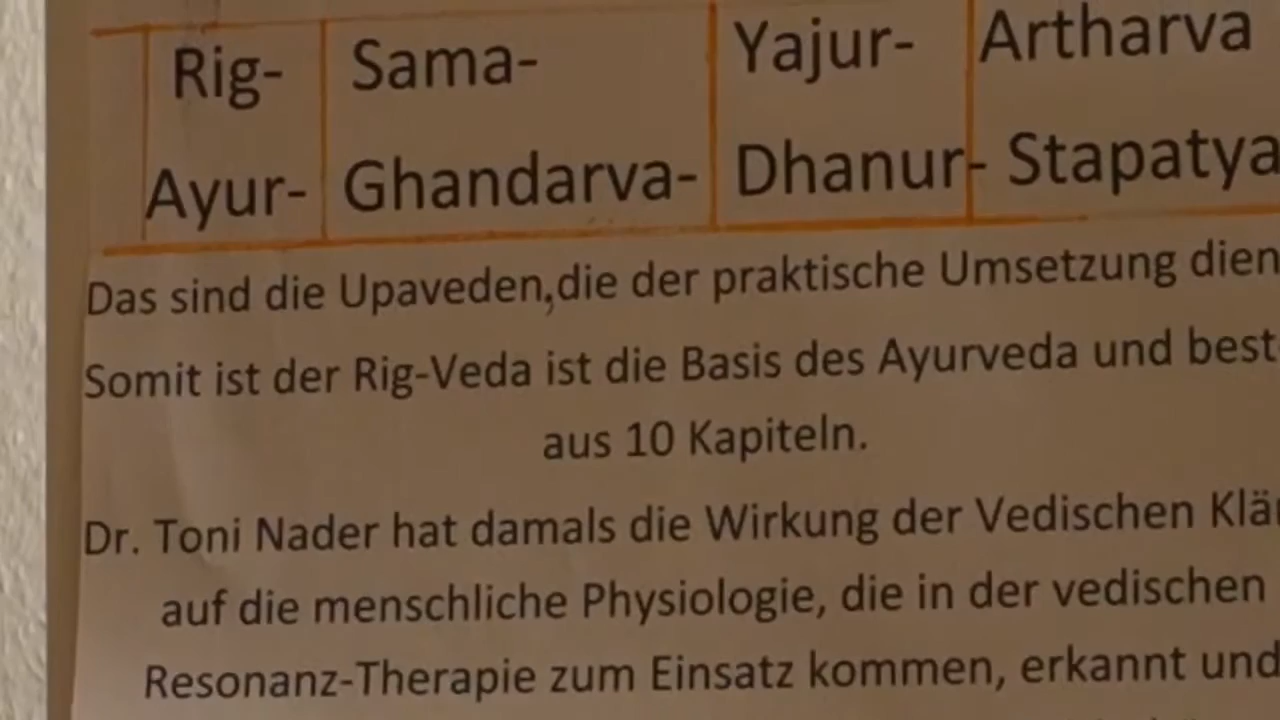 Rig- Sama- Yajur- Artharva
Ayur- Ghandarva- Dhanur- Stapatya
Das sind die Upaveden,die der praktische Umsetzung dien
Somit ist der Rig-Veda ist die Basis des Ayurveda und best
aus 10 Kapiteln.
Dr. Toni Nader hat damals die Wirkung der Vedischen Klä
auf die menschliche Physiologie, die in der vedischen
Resonanz-Therapie zum Einsatz kommen, erkannt und